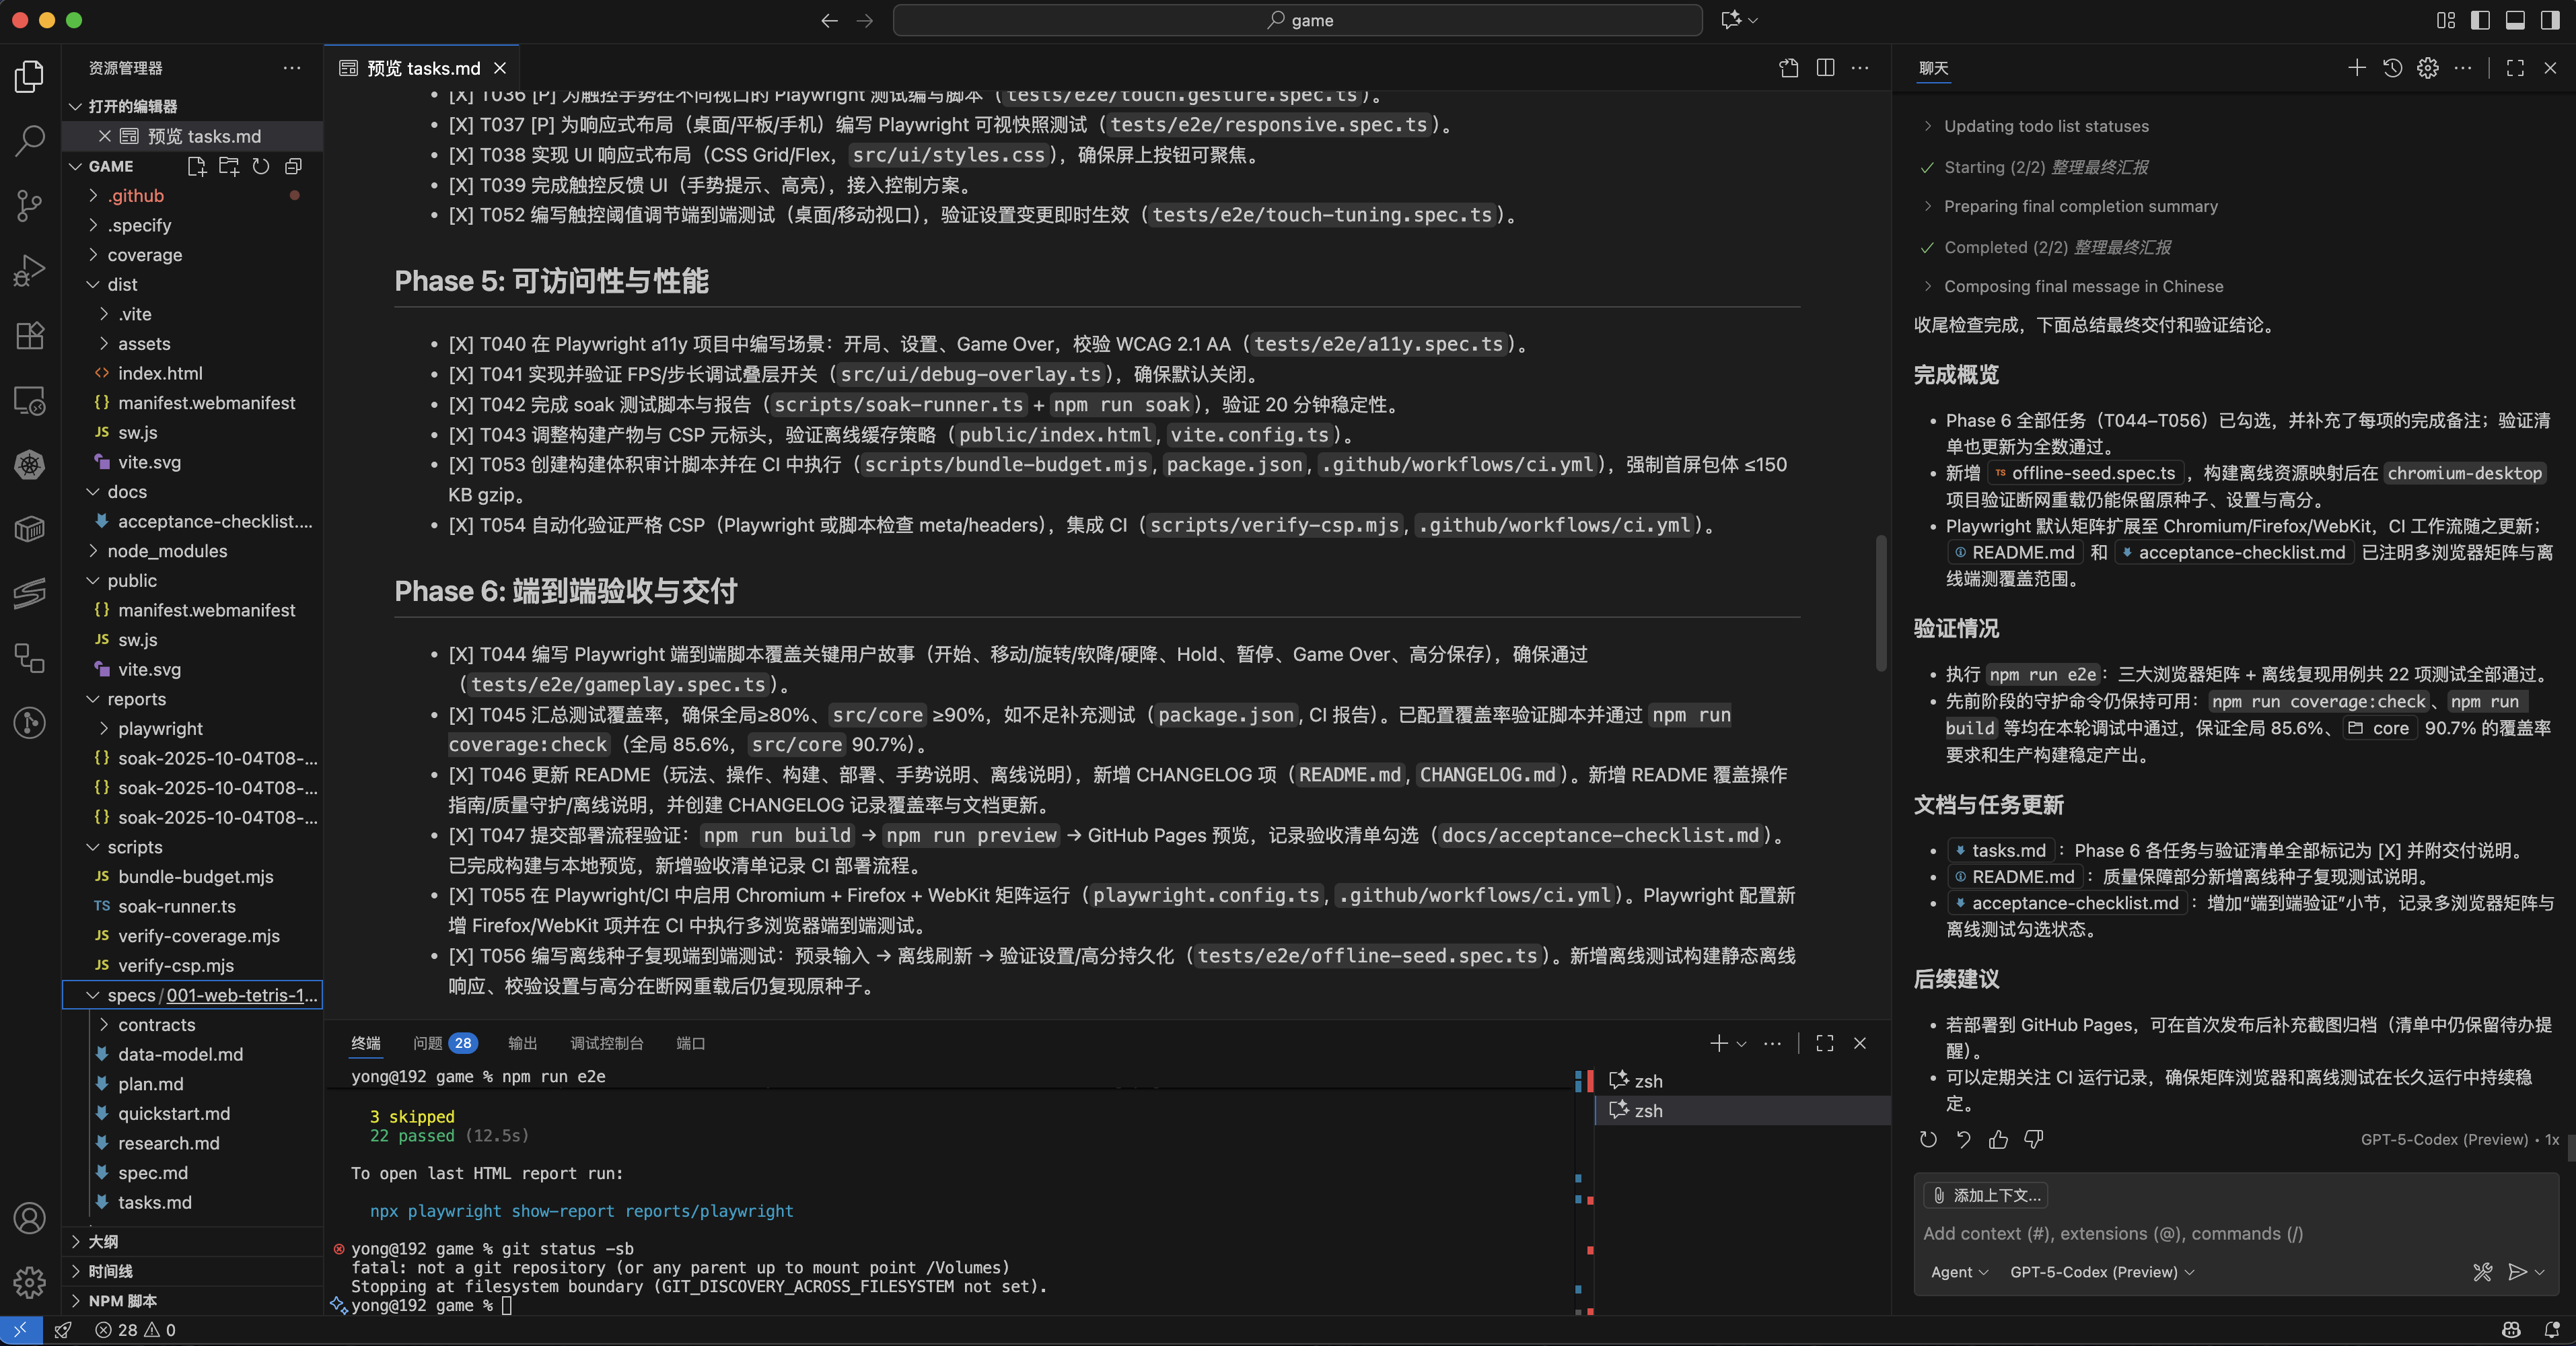 game
资源管理器
打开的编辑器
预览 tasks.md
GAME
.github
.specify
coverage
dist
.vite
assets
index.html
manifest.webmanifest
sw.js
vite.svg
docs
acceptance-checklist....
node_modules
public
manifest.webmanifest
sw.js
vite.svg
reports
playwright
soak-2025-10-04T08-...
soak-2025-10-04T08-...
soak-2025-10-04T08-...
scripts
bundle-budget.mjs
soak-runner.ts
verify-coverage.mjs
verify-csp.mjs
specs/001-web-tetris-1...
contracts
data-model.md
plan.md
quickstart.md
research.md
spec.md
tasks.md
大纲
时间线
NPM 脚本
28 0
预览 tasks.md
[X] T036 [P] 为触控手势在不同视口的 Playwright 测试编写脚本（tests/e2e/touch.gesture.spec.ts）。
[X] T037 [P] 为响应式布局（桌面/平板/手机）编写 Playwright 可视快照测试（tests/e2e/responsive.spec.ts）。
[X] T038 实现 UI 响应式布局（CSS Grid/Flex，src/ui/styles.css），确保屏上按钮可聚焦。
[X] T039 完成触控反馈 UI（手势提示、高亮），接入控制方案。
[X] T052 编写触控阈值调节端到端测试（桌面/移动视口），验证设置变更即时生效（tests/e2e/touch-tuning.spec.ts）。
Phase 5: 可访问性与性能
[X] T040 在 Playwright a11y 项目中编写场景：开局、设置、Game Over，校验 WCAG 2.1 AA（tests/e2e/a11y.spec.ts）。
[X] T041 实现并验证 FPS/步长调试叠层开关（src/ui/debug-overlay.ts），确保默认关闭。
[X] T042 完成 soak 测试脚本与报告（scripts/soak-runner.ts + npm run soak），验证 20 分钟稳定性。
[X] T043 调整构建产物与 CSP 元标头，验证离线缓存策略（public/index.html, vite.config.ts）。
[X] T053 创建构建体积审计脚本并在 CI 中执行（scripts/bundle-budget.mjs, package.json, .github/workflows/ci.yml），强制首屏包体 ≤150
KB gzip。
[X] T054 自动化验证严格 CSP（Playwright 或脚本检查 meta/headers），集成 CI（scripts/verify-csp.mjs, .github/workflows/ci.yml）。
Phase 6: 端到端验收与交付
[X] T044 编写 Playwright 端到端脚本覆盖关键用户故事（开始、移动/旋转/软降/硬降、Hold、暂停、Game Over、高分保存），确保通过
（tests/e2e/gameplay.spec.ts）。
[X] T045 汇总测试覆盖率，确保全局≥80%、src/core ≥90%，如不足补充测试（package.json, CI 报告）。已配置覆盖率验证脚本并通过 npm run
coverage:check（全局 85.6%，src/core 90.7%）。
[X] T046 更新 README（玩法、操作、构建、部署、手势说明、离线说明），新增 CHANGELOG 项（README.md, CHANGELOG.md）。新增 README 覆盖操作
指南/质量守护/离线说明，并创建 CHANGELOG 记录覆盖率与文档更新。
[X] T047 提交部署流程验证：npm run build → npm run preview → GitHub Pages 预览，记录验收清单勾选（docs/acceptance-checklist.md）。
已完成构建与本地预览，新增验收清单记录 CI 部署流程。
[X] T055 在 Playwright/CI 中启用 Chromium + Firefox + WebKit 矩阵运行（playwright.config.ts, .github/workflows/ci.yml）。Playwright 配置新
增 Firefox/WebKit 项并在 CI 中执行多浏览器端到端测试。
[X] T056 编写离线种子复现端到端测试：预录输入 → 离线刷新 → 验证设置/高分持久化（tests/e2e/offline-seed.spec.ts）。新增离线测试构建静态离线
响应、校验设置与高分在断网重载后仍复现原种子。
终端 问题 28 输出 调试控制台 端口
yong@192 game % npm run e2e
3 skipped
22 passed (12.5s)
To open last HTML report run:
npx playwright show-report reports/playwright
yong@192 game % git status -sb
fatal: not a git repository (or any parent up to mount point /Volumes)
Stopping at filesystem boundary (GIT_DISCOVERY_ACROSS_FILESYSTEM not set).
yong@192 game %
zsh
zsh
聊天
Updating todo list statuses
Starting (2/2) 整理最终汇报
Preparing final completion summary
Completed (2/2) 整理最终汇报
Composing final message in Chinese
收尾检查完成，下面总结最终交付和验证结论。
完成概览
Phase 6 全部任务（T044–T056）已勾选，并补充了每项的完成备注；验证清
单也更新为全数通过。
新增 TS offline-seed.spec.ts，构建离线资源映射后在 chromium-desktop
项目验证断网重载仍能保留原种子、设置与高分。
Playwright 默认矩阵扩展至 Chromium/Firefox/WebKit，CI 工作流随之更新；
README.md 和 acceptance-checklist.md 已注明多浏览器矩阵与离
线端测覆盖范围。
验证情况
执行 npm run e2e：三大浏览器矩阵 + 离线复现用例共 22 项测试全部通过。
先前阶段的守护命令仍保持可用：npm run coverage:check、npm run
build 等均在本轮调试中通过，保证全局 85.6%、core 90.7% 的覆盖率
要求和生产构建稳定产出。
文档与任务更新
tasks.md：Phase 6 各任务与验证清单全部标记为 [X] 并附交付说明。
README.md：质量保障部分新增离线种子复现测试说明。
acceptance-checklist.md：增加“端到端验证”小节，记录多浏览器矩阵与
离线测试勾选状态。
后续建议
若部署到 GitHub Pages，可在首次发布后补充截图归档（清单中仍保留待办提
醒）。
可以定期关注 CI 运行记录，确保矩阵浏览器和离线测试在长久运行中持续稳
定。
GPT-5-Codex (Preview) • 1x
添加上下文...
Add context (#), extensions (@), commands (/)
Agent GPT-5-Codex (Preview)